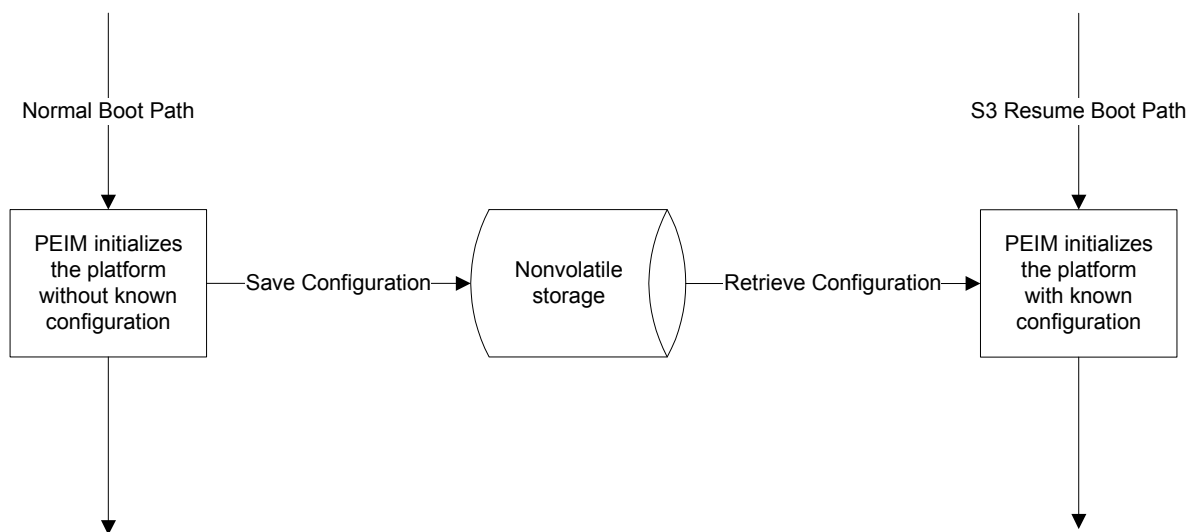 Normal Boot Path
S3 Resume Boot Path
PEIM initializes
the platform
without known
configuration
Save Configuration
Nonvolatile
storage
Retrieve Configuration
PEIM initializes
the platform
with known
configuration